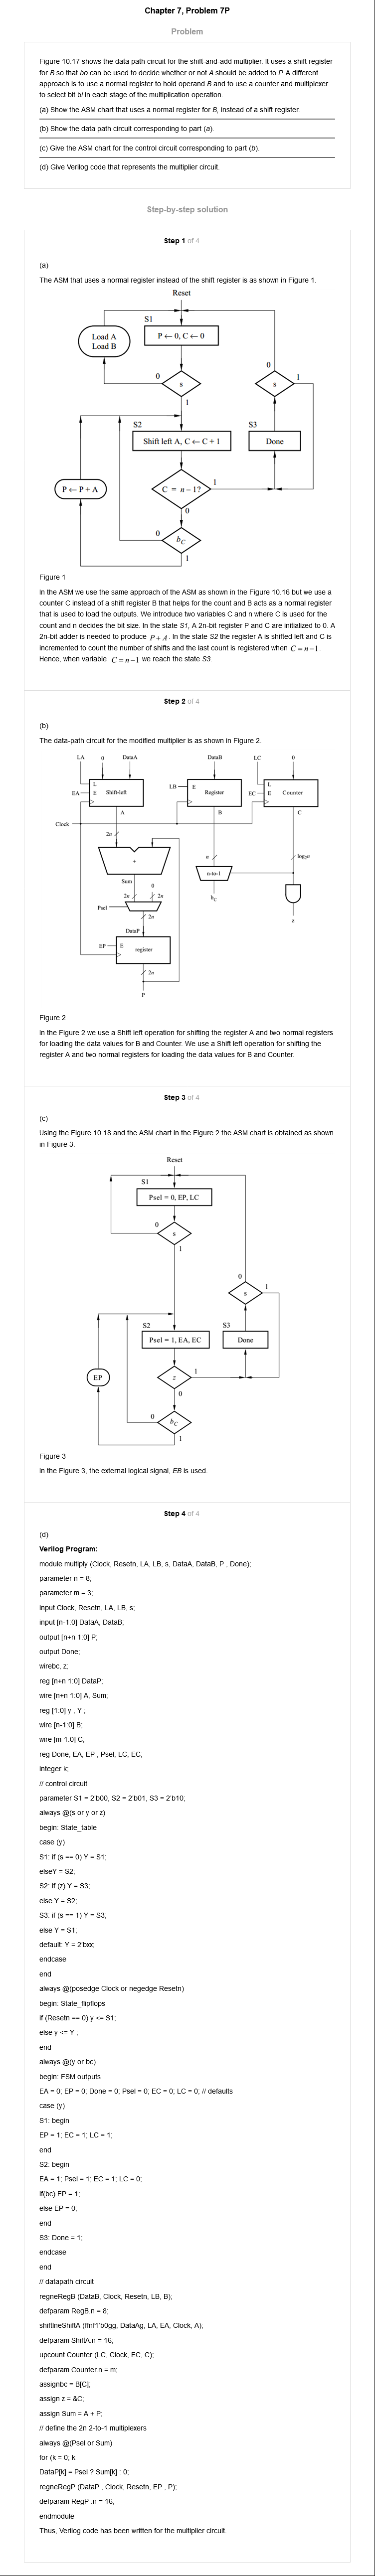 Chapter 7, Problem 7P
Problem
Figure 10.17 shows the data path circuit for the shift-and-add multiplier. It uses a shift register
for B so that bo can be used to decide whether or not A should be added to P. A different
approach is to use a normal register to hold operand B and to use a counter and multiplexer
to select bit bi in each stage of the multiplication operation.
(a) Show the ASM chart that uses a normal register for B, instead of a shift register.
(b) Show the data path circuit corresponding to part (a).
(c) Give the ASM chart for the control circuit corresponding to part (b).
(d) Give Verilog code that represents the multiplier circuit.
Step-by-step solution
Step 1 of 4
(a)
The ASM that uses a normal register instead of the shift register is as shown in Figure 1.
Reset
S1
Load A
Load B
P ← 0, C ← 0
0
s
1
0
s
1
S2
Shift left A, C ← C + 1
S3
Done
P ← P + A
C = n – 1?
1
0
0
bC
1
Figure 1
In the ASM we use the same approach of the ASM as shown in the Figure 10.16 but we use a
counter C instead of a shift register B that helps for the count and B acts as a normal register
that is used to load the outputs. We introduce two variables C and n where C is used for the
count and n decides the bit size. In the state S1, A 2n-bit register P and C are initialized to 0. A
2n-bit adder is needed to produce P + A. In the state S2 the register A is shifted left and C is
incremented to count the number of shifts and the last count is registered when C = n – 1.
Hence, when variable C = n – 1 we reach the state S3.
Step 2 of 4
(b)
The data-path circuit for the modified multiplier is as shown in Figure 2.
LA 0 DataA DataB LC 0
L
EA E Shift-left
LB E Register
L
EC E Counter
A B C
Clock
2n
+
n
log2n
n-to-1
Sum 0
2n 2n
bC
z
Psel
2n
DataP
EP E register
2n
P
Figure 2
In the Figure 2 we use a Shift left operation for shifting the register A and two normal registers
for loading the data values for B and Counter. We use a Shift left operation for shifting the
register A and two normal registers for loading the data values for B and Counter.
Step 3 of 4
(c)
Using the Figure 10.18 and the ASM chart in the Figure 2 the ASM chart is obtained as shown
in Figure 3.
Reset
S1
Psel = 0, EP, LC
0
s
1
0
s
1
S2
Psel = 1, EA, EC
S3
Done
EP
z
1
0
0
bC
1
Figure 3
In the Figure 3, the external logical signal, EB is used.
Step 4 of 4
(d)
Verilog Program:
module multiply (Clock, Resetn, LA, LB, s, DataA, DataB, P , Done);
parameter n = 8;
parameter m = 3;
input Clock, Resetn, LA, LB, s;
input [n-1:0] DataA, DataB;
output [n+n 1:0] P;
output Done;
wirebc, z;
reg [n+n 1:0] DataP;
wire [n+n 1:0] A, Sum;
reg [1:0] y , Y ;
wire [n-1:0] B;
wire [m-1:0] C;
reg Done, EA, EP , Psel, LC, EC;
integer k;
// control circuit
parameter S1 = 2'b00, S2 = 2'b01, S3 = 2'b10;
always @(s or y or z)
begin: State_table
case (y)
S1: if (s == 0) Y = S1;
elseY = S2;
S2: if (z) Y = S3;
else Y = S2;
S3: if (s == 1) Y = S3;
else Y = S1;
default: Y = 2'bxx;
endcase
end
always @(posedge Clock or negedge Resetn)
begin: State_flipflops
if (Resetn == 0) y <= S1;
else y <= Y ;
end
always @(y or bc)
begin: FSM outputs
EA = 0; EP = 0; Done = 0; Psel = 0; EC = 0; LC = 0; // defaults
case (y)
S1: begin
EP = 1; EC = 1; LC = 1;
end
S2: begin
EA = 1; Psel = 1; EC = 1; LC = 0;
if(bc) EP = 1;
else EP = 0;
end
S3: Done = 1;
endcase
end
// datapath circuit
regneRegB (DataB, Clock, Resetn, LB, B);
defparam RegB.n = 8;
shiftlneShiftA (ffnf1'b0gg, DataAg, LA, EA, Clock, A);
defparam ShiftA.n = 16;
upcount Counter (LC, Clock, EC, C);
defparam Counter.n = m;
assignbc = B[C];
assign z = &C;
assign Sum = A + P;
// define the 2n 2-to-1 multiplexers
always @(Psel or Sum)
for (k = 0; k
DataP[k] = Psel ? Sum[k] : 0;
regneRegP (DataP , Clock, Resetn, EP , P);
defparam RegP .n = 16;
endmodule
Thus, Verilog code has been written for the multiplier circuit.